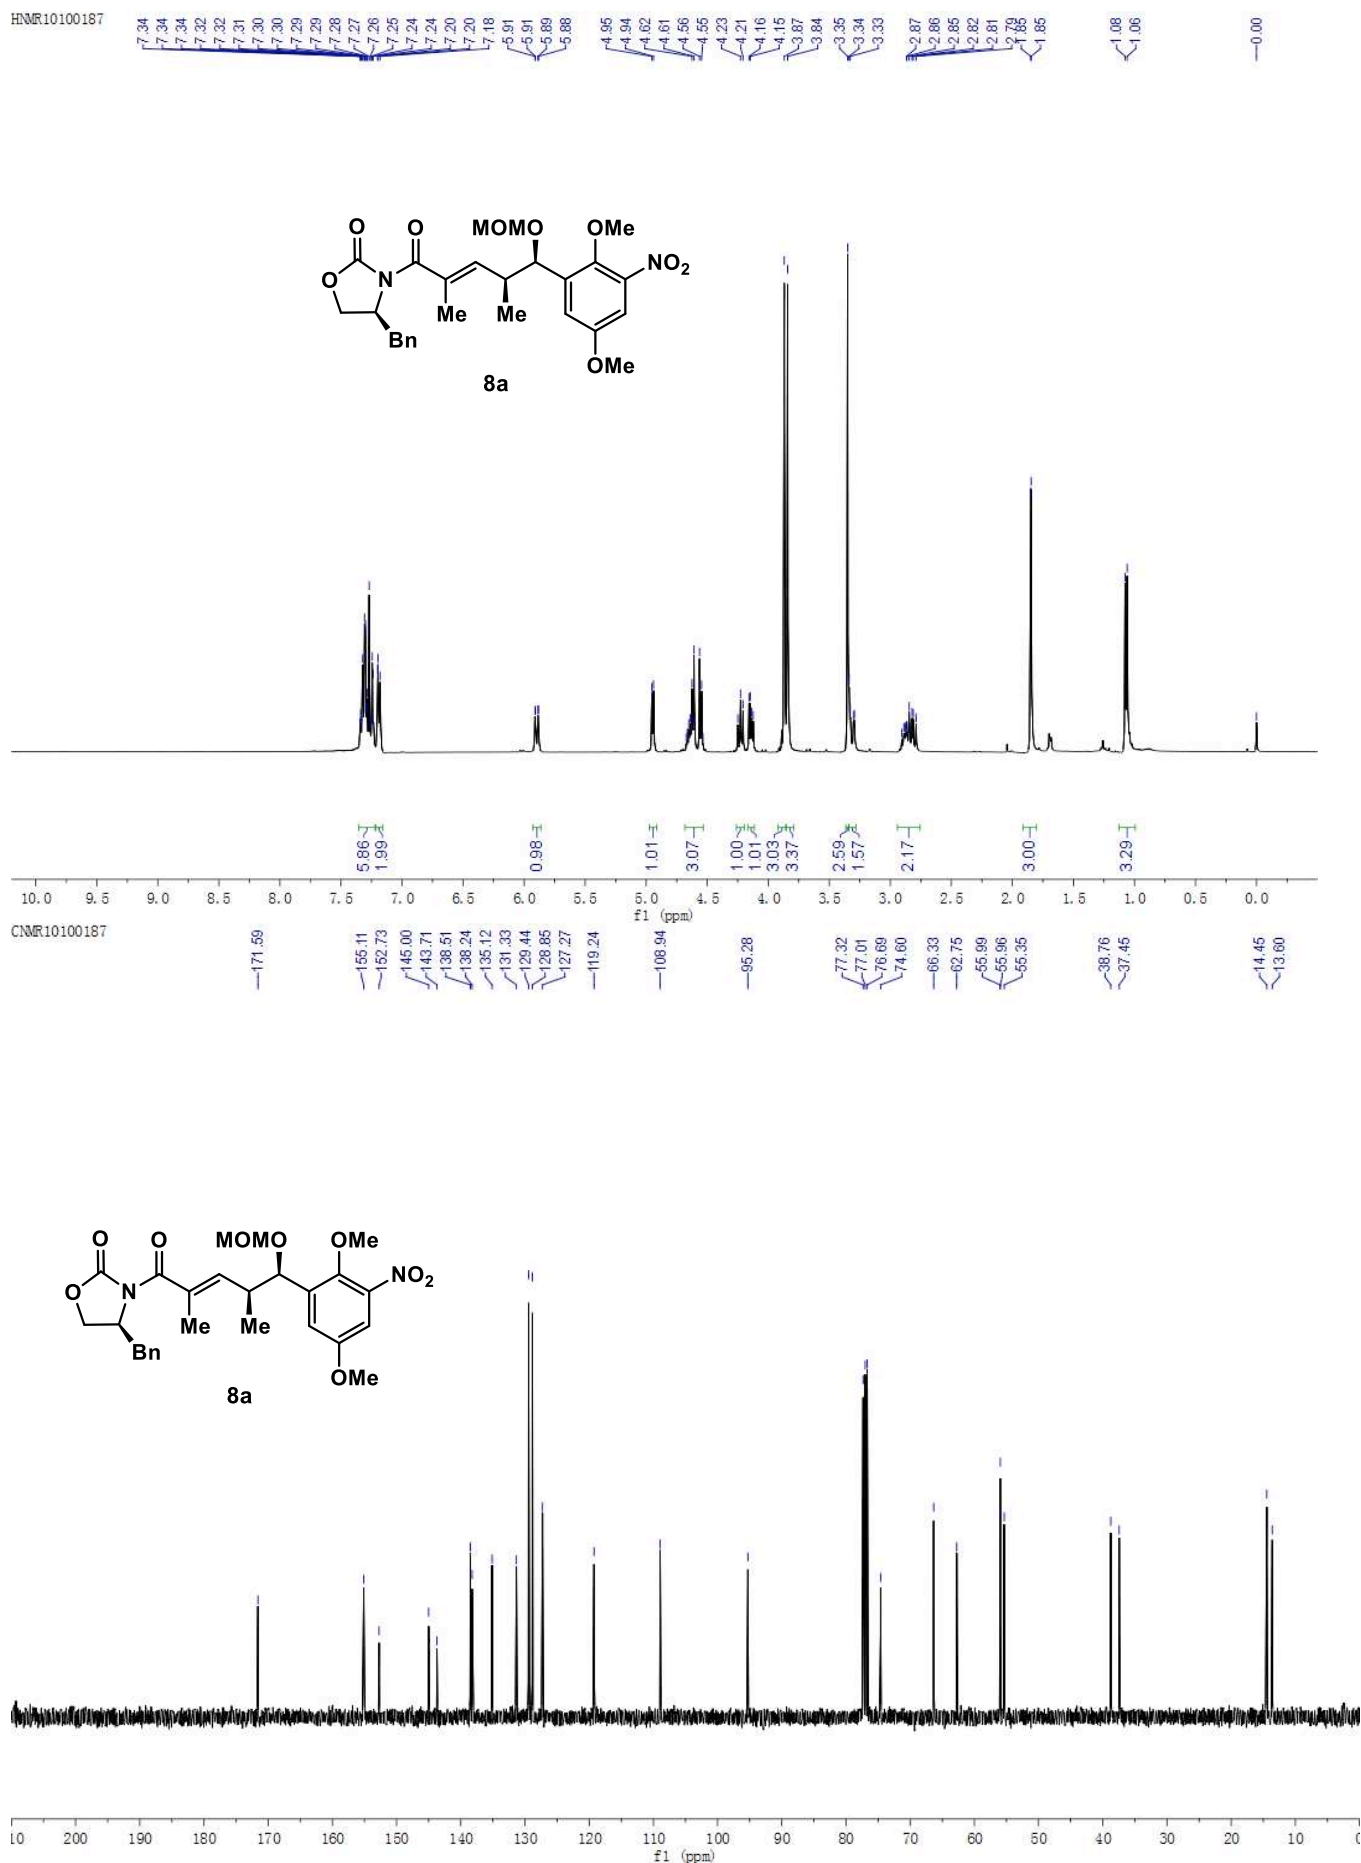 HNMR10100187
7.34 7.34 7.34 7.32 7.32 7.31 7.30 7.30 7.29 7.29 7.28 7.27 7.26 7.25 7.24 7.24 7.20 7.20 7.18 5.91 5.91 5.89 5.88 4.95 4.94 4.62 4.61 4.56 4.55 4.23 4.21 4.16 4.15 3.87 3.84 3.35 3.34 3.33 2.87 2.86 2.85 2.82 2.81 2.79 1.85 1.85 1.08 1.06 0.00
O O MOMO OMe
O N NO2
Me Me
Bn OMe
8a
5.86 1.99 0.98 1.01 3.07 1.00 1.01 3.03 3.37 2.59 1.57 2.17 3.00 3.29
10.0 9.5 9.0 8.5 8.0 7.5 7.0 6.5 6.0 5.5 5.0 4.5 4.0 3.5 3.0 2.5 2.0 1.5 1.0 0.5 0.0
f1 (ppm)
CNMR10100187
171.59 155.11 152.73 145.00 143.71 138.51 138.24 135.12 131.33 129.44 128.85 127.27 119.24 108.94 95.28 77.32 77.01 76.69 74.60 66.33 62.75 55.99 55.96 55.35 38.76 37.45 14.45 13.60
O O MOMO OMe
O N NO2
Me Me
Bn OMe
8a
10 200 190 180 170 160 150 140 130 120 110 100 90 80 70 60 50 40 30 20 10 0
f1 (ppm)